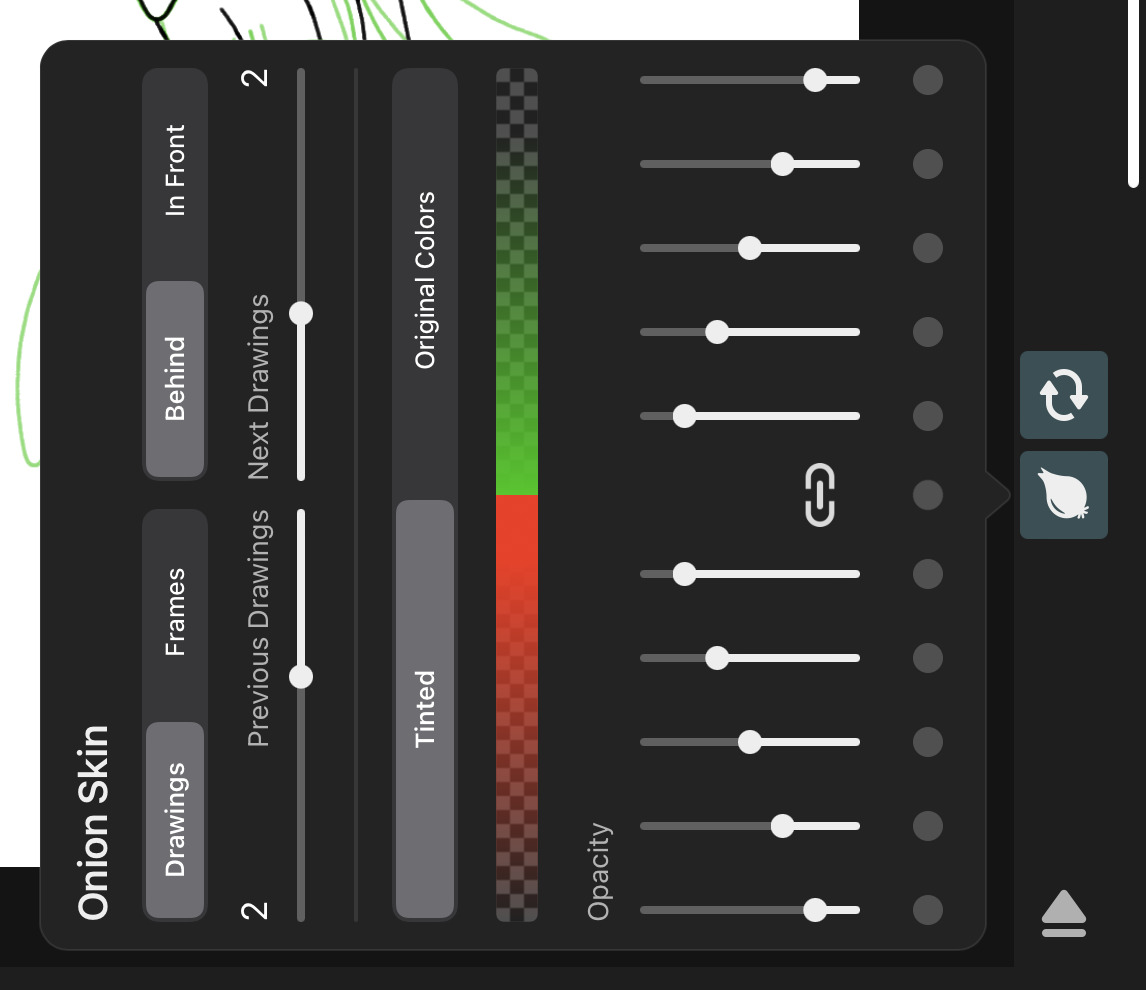 Onion Skin
Drawings Frames Behind In Front
2 Previous Drawings Next Drawings 2
Tinted Original Colors
Opacity